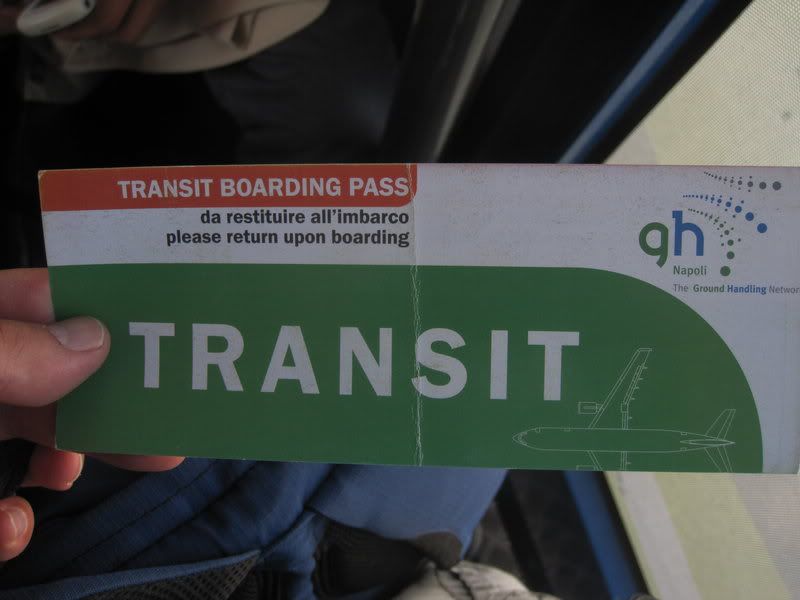 TRANSIT BOARDING PASS
da restituire all'imbarco
please return upon boarding
gh
Napoli
The Ground Handling Network
TRANSIT